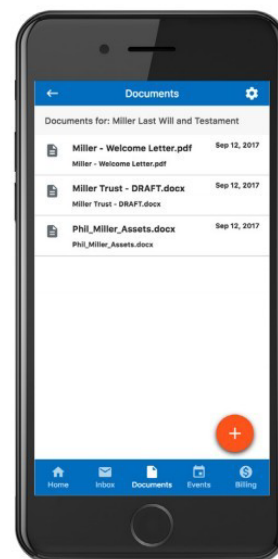 Documents
Documents for: Miller Last Will and Testament
Miller - Welcome Letter.pdf Sep 12, 2017
Miller - Welcome Letter.pdf
Miller Trust - DRAFT.docx Sep 12, 2017
Miller Trust - DRAFT.docx
Phil_Miller_Assets.docx Sep 12, 2017
Phil_Miller_Assets.docx
Home Inbox Documents Events Billing